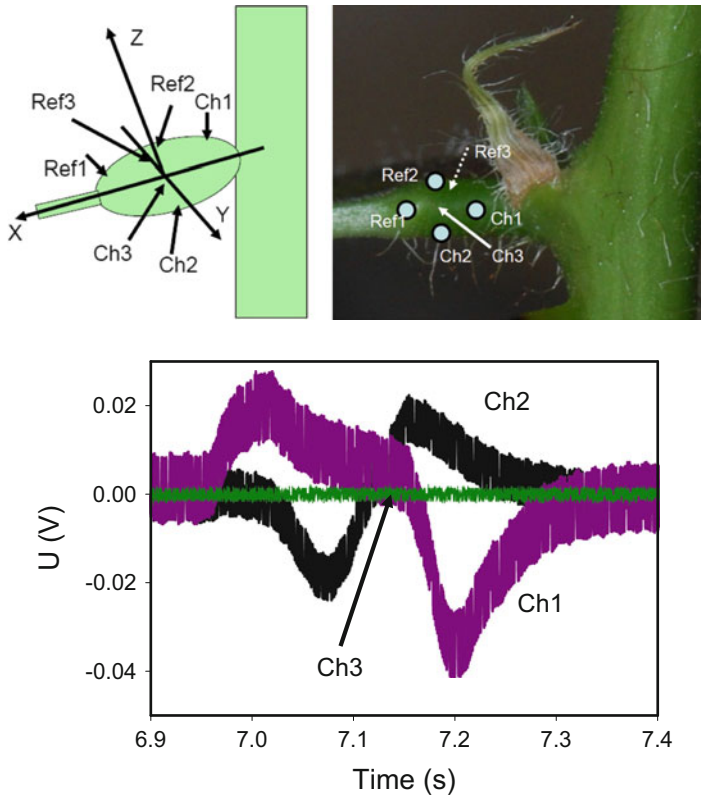 Z
Ref2
Ch1
Ref3
Ref1
X
Y
Ch3
Ch2
Ref3
Ref2
Ref1
Ch1
Ch2
Ch3
0.02
0.00
-0.02
-0.04
U (V)
Ch2
Ch1
Ch3
6.9 7.0 7.1 7.2 7.3 7.4
Time (s)